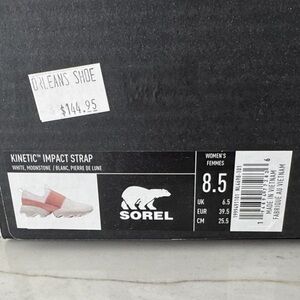 ORLEANS SHOE
$144.95
KINETIC™ IMPACT STRAP
WHITE, MOONSTONE / BLANC, PIERRE DE LUNE
SOREL
WOMEN'S
FEMMES
8.5
UK 6.5
EUR 39.5
CM 25.5
MADE IN VIETNAM
FABRIQUÉ AU VIETNAM